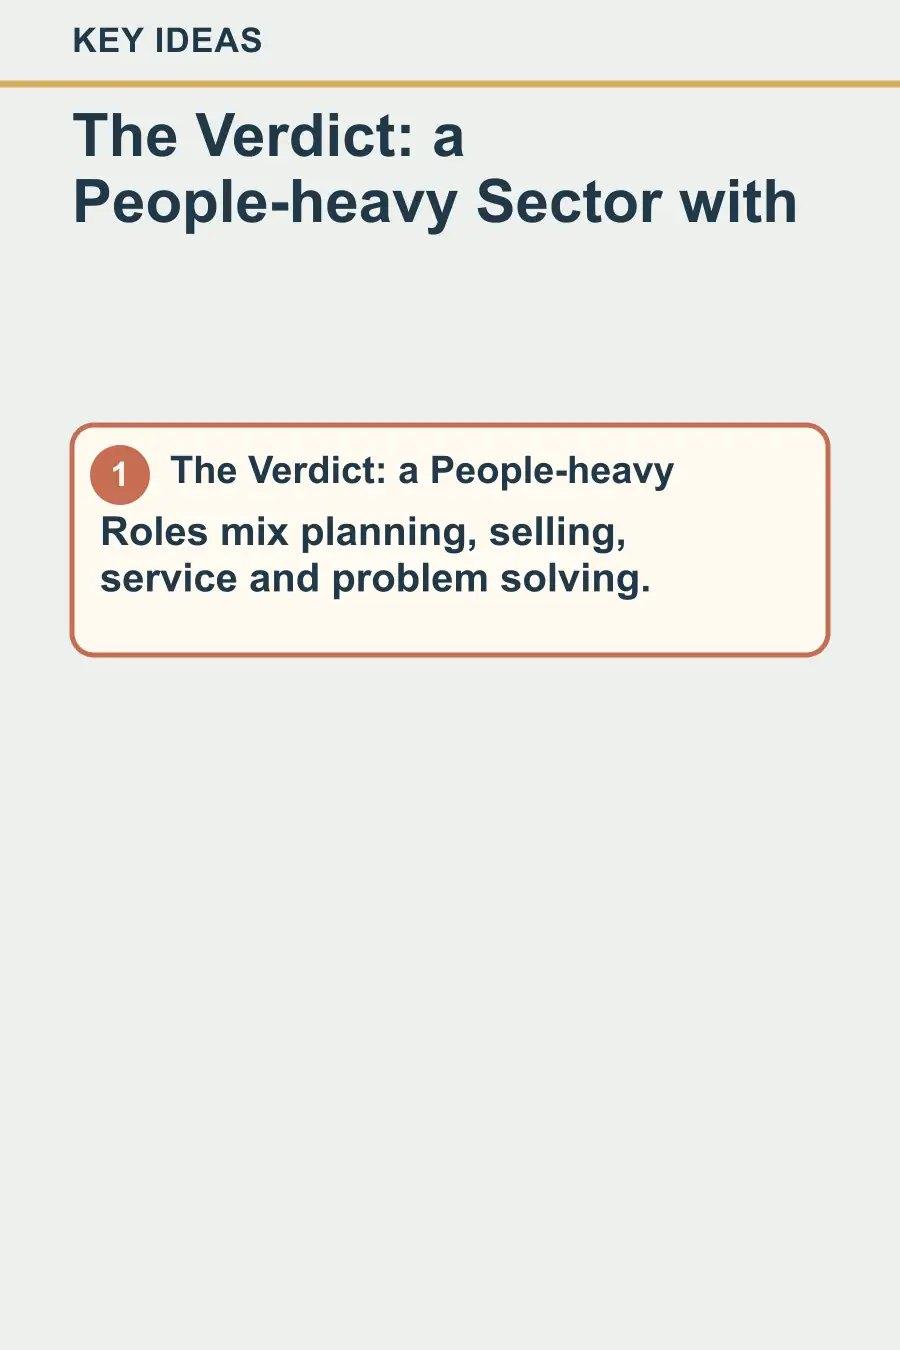 KEY IDEAS
The Verdict: a
People-heavy Sector with
1 The Verdict: a People-heavy
Roles mix planning, selling,
service and problem solving.